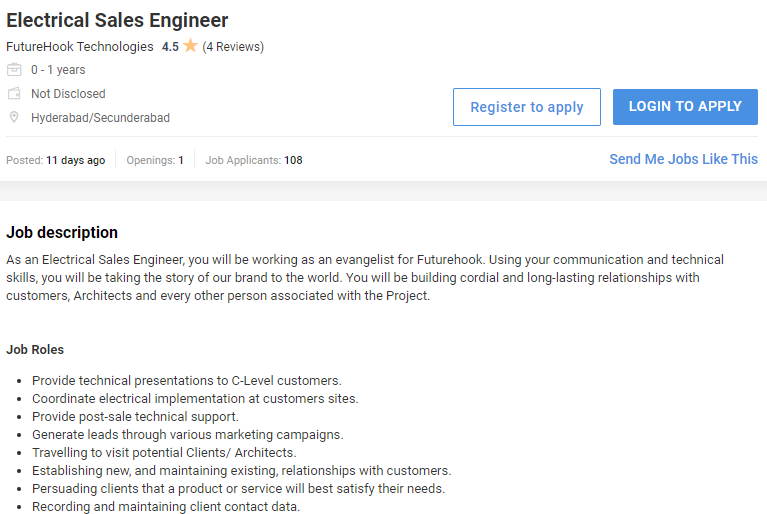 Electrical Sales Engineer
FutureHook Technologies 4.5 (4 Reviews)
0 - 1 years
Not Disclosed
Hyderabad/Secunderabad
Register to apply
LOGIN TO APPLY
Posted: 11 days ago Openings: 1 Job Applicants: 108
Send Me Jobs Like This
Job description
As an Electrical Sales Engineer, you will be working as an evangelist for Futurehook. Using your communication and technical
skills, you will be taking the story of our brand to the world. You will be building cordial and long-lasting relationships with
customers, Architects and every other person associated with the Project.
Job Roles
• Provide technical presentations to C-Level customers.
• Coordinate electrical implementation at customers sites.
• Provide post-sale technical support.
• Generate leads through various marketing campaigns.
• Travelling to visit potential Clients/ Architects.
• Establishing new, and maintaining existing, relationships with customers.
• Persuading clients that a product or service will best satisfy their needs.
• Recording and maintaining client contact data.